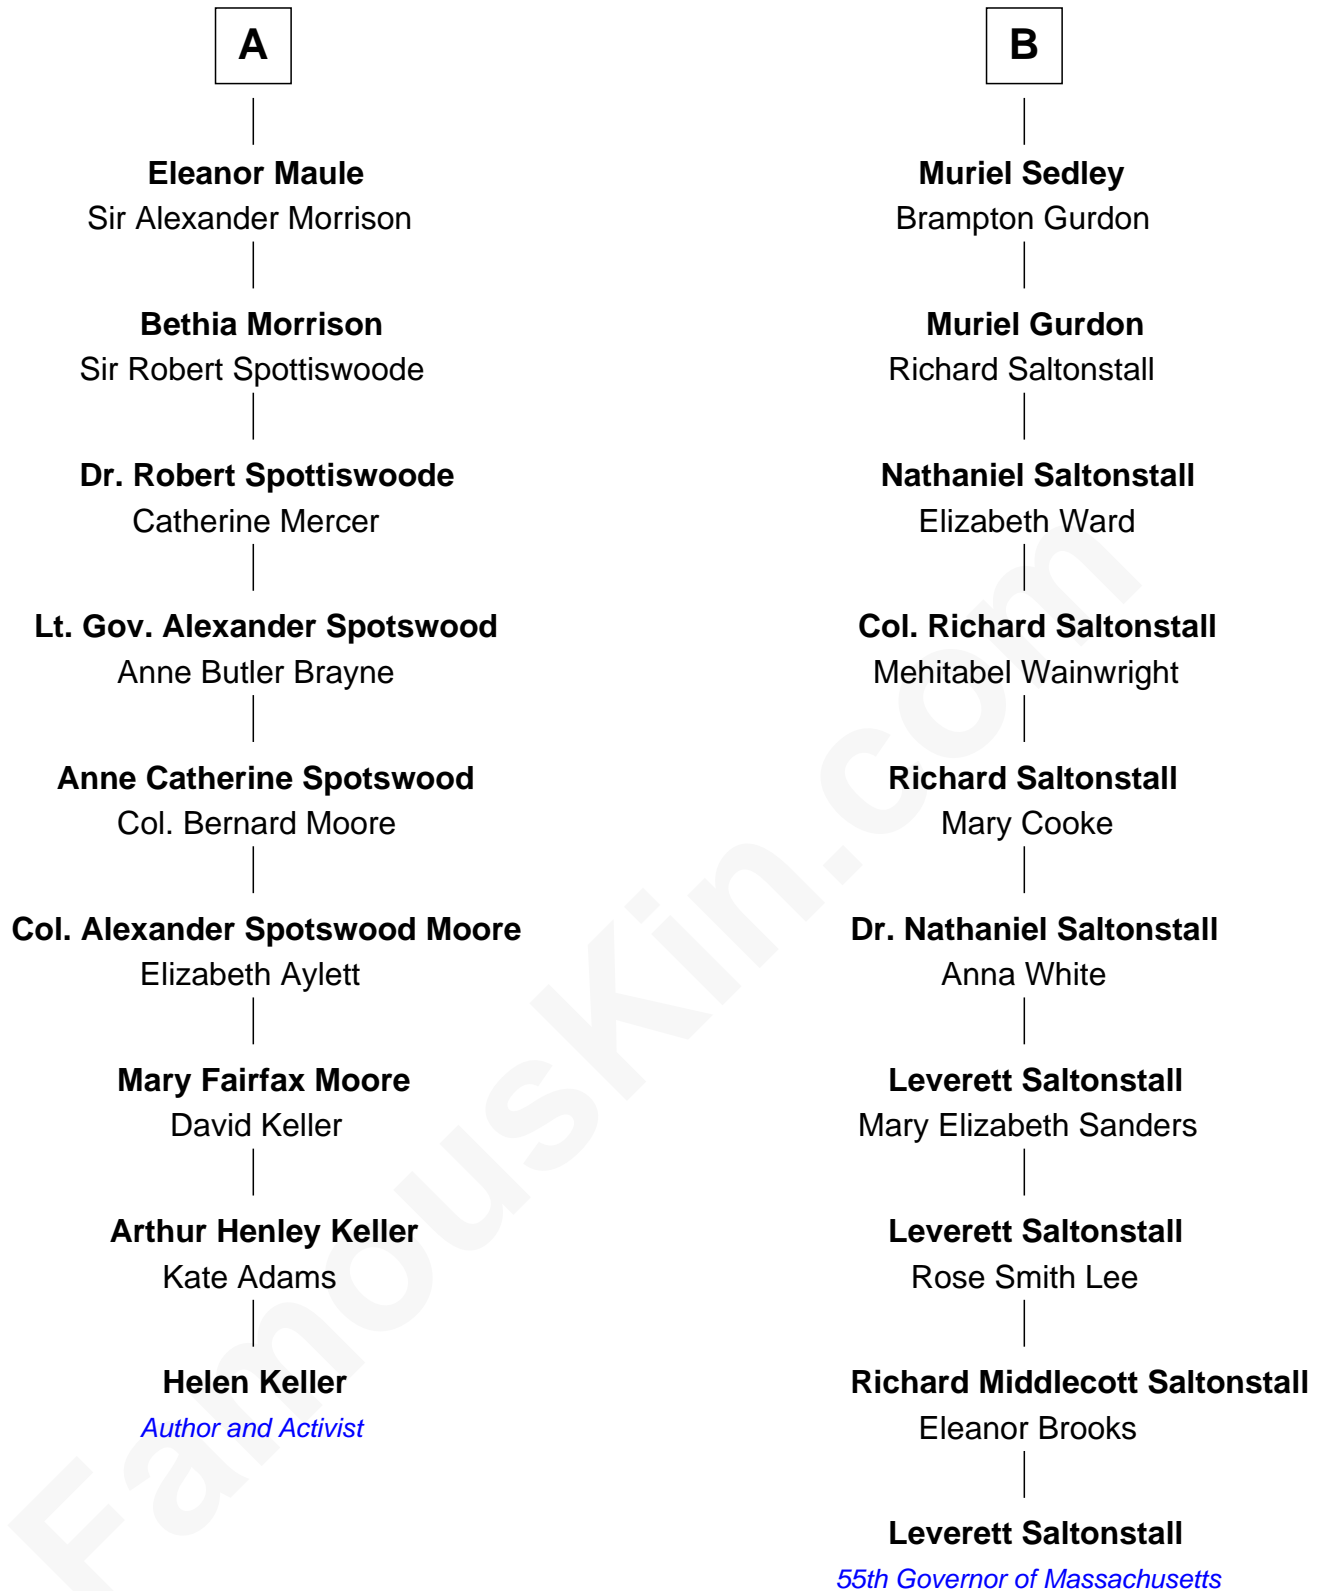 A
Eleanor Maule
Sir Alexander Morrison
Bethia Morrison
Sir Robert Spottiswoode
Dr. Robert Spottiswoode
Catherine Mercer
Lt. Gov. Alexander Spotswood
Anne Butler Brayne
Anne Catherine Spotswood
Col. Bernard Moore
Col. Alexander Spotswood Moore
Elizabeth Aylett
Mary Fairfax Moore
David Keller
Arthur Henley Keller
Kate Adams
Helen Keller
Author and Activist
B
Muriel Sedley
Brampton Gurdon
Muriel Gurdon
Richard Saltonstall
Nathaniel Saltonstall
Elizabeth Ward
Col. Richard Saltonstall
Mehitabel Wainwright
Richard Saltonstall
Mary Cooke
Dr. Nathaniel Saltonstall
Anna White
Leverett Saltonstall
Mary Elizabeth Sanders
Leverett Saltonstall
Rose Smith Lee
Richard Middlecott Saltonstall
Eleanor Brooks
Leverett Saltonstall
55th Governor of Massachusetts
FamousKin.com